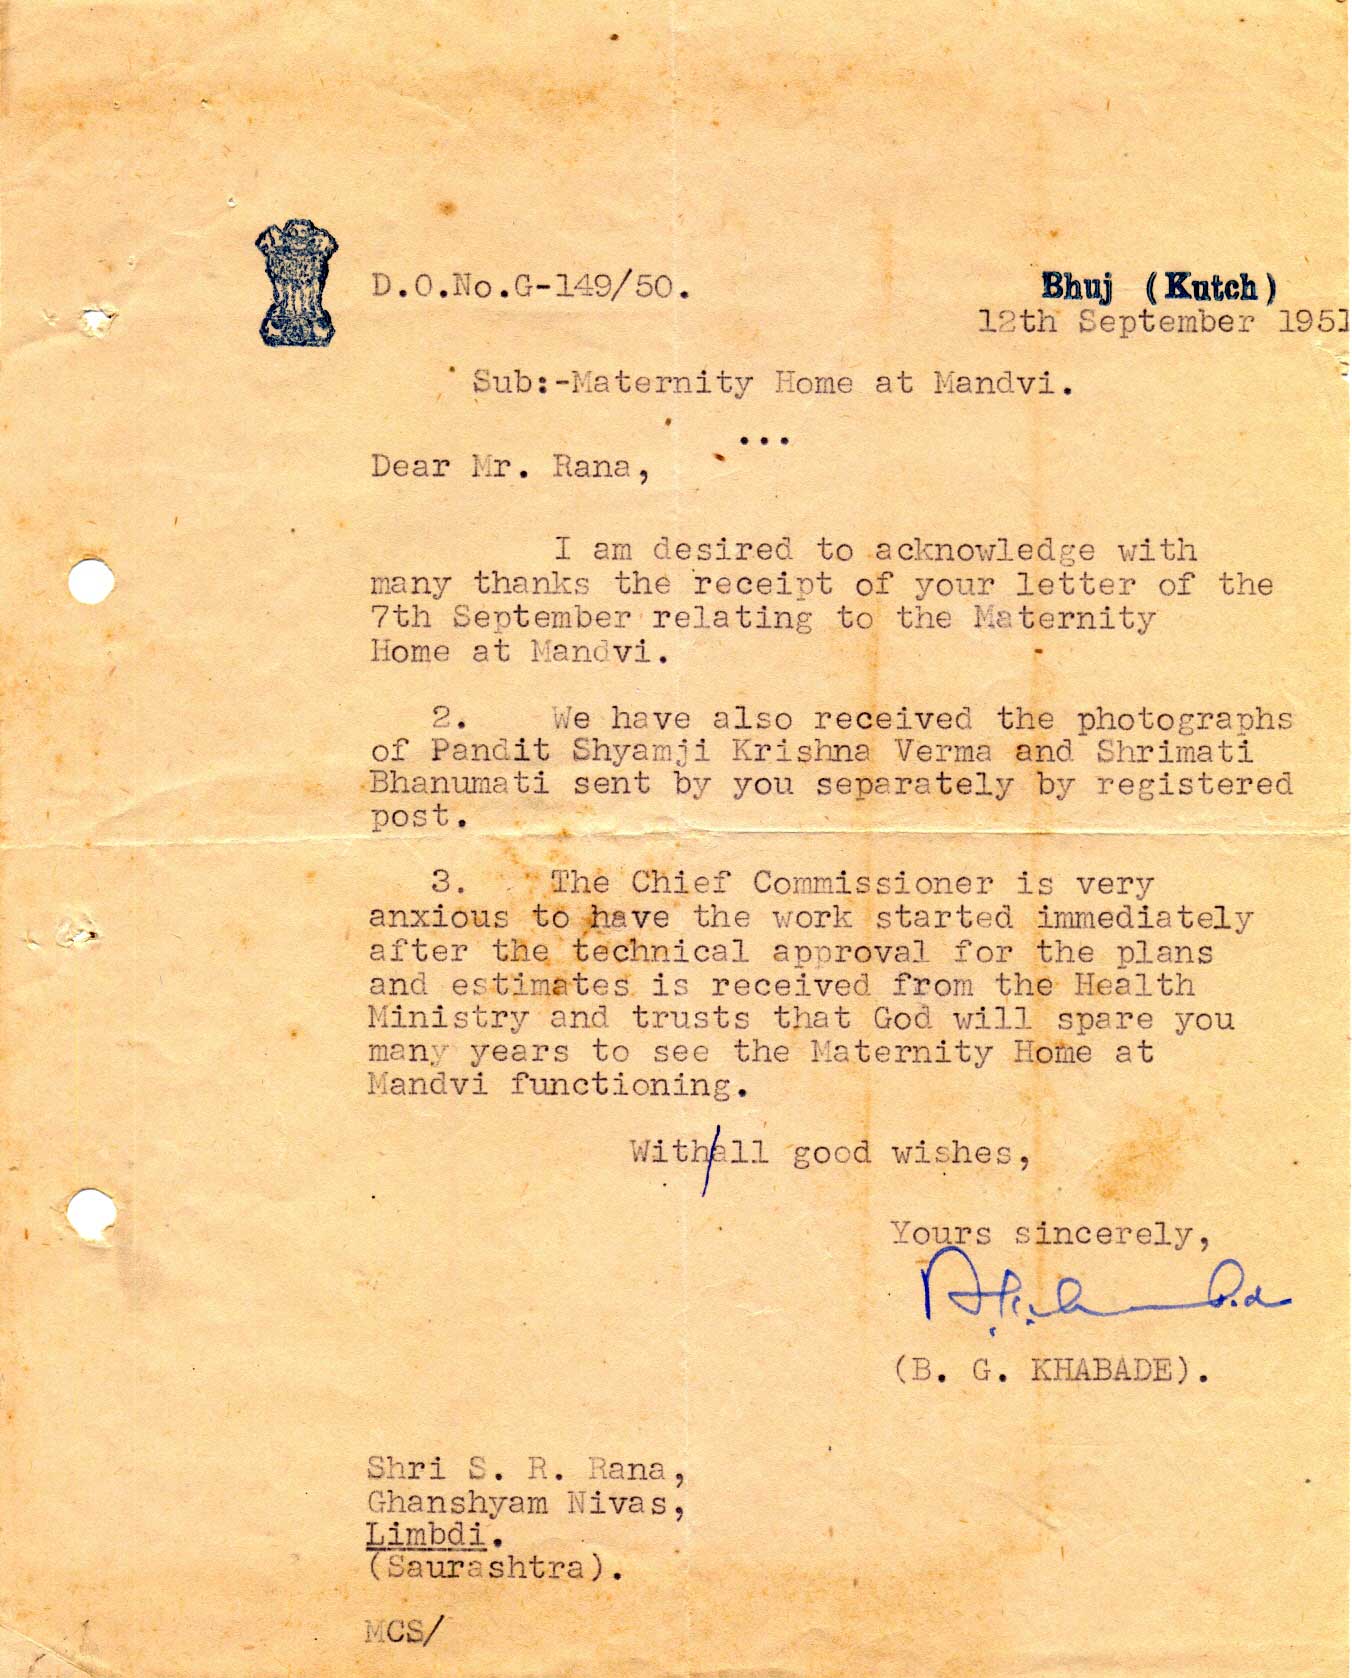 D.O.No.G-149/50.
Bhuj (Kutch)
12th September 1951
Sub:-Maternity Home at Mandvi.
...
Dear Mr. Rana,
I am desired to acknowledge with
many thanks the receipt of your letter of the
7th September relating to the Maternity
Home at Mandvi.
2. We have also received the photographs
of Pandit Shyamji Krishna Verma and Shrimati
Bhanumati sent by you separately by registered
post.
3. The Chief Commissioner is very
anxious to have the work started immediately
after the technical approval for the plans
and estimates is received from the Health
Ministry and trusts that God will spare you
many years to see the Maternity Home at
Mandvi functioning.
With/all good wishes,
Yours sincerely,
(B. G. KHABADE).
Shri S. R. Rana,
Ghanshyam Nivas,
Limbdi.
(Saurashtra).
MCS/